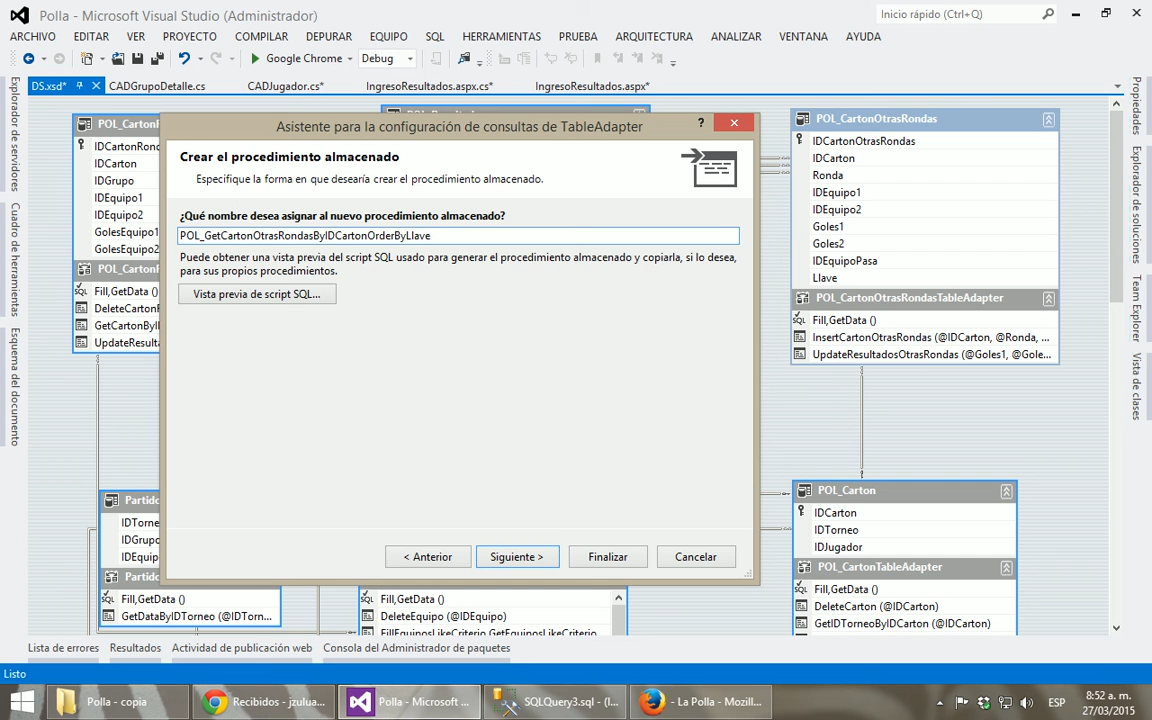 Polla - Microsoft Visual Studio (Administrador)
Inicio rápido (Ctrl+Q)
ARCHIVO EDITAR VER PROYECTO COMPILAR DEPURAR EQUIPO SQL HERRAMIENTAS PRUEBA ARQUITECTURA ANALIZAR VENTANA AYUDA
Google Chrome Debug
DS.xsd* CADGrupoDetalle.cs CADJugador.cs* IngresoResultados.aspx.cs* IngresoResultados.aspx*
Explorador de servidores
Cuadro de herramientas
Esquema del documento
IDCartonRond
IDCarton
IDGrupo
IDEquipo1
IDEquipo2
GolesEquipo1
GolesEquipo2
Fill,GetData ()
DeleteCartonF
GetCartonByI
UpdateResulta
Partido
IDTorne
IDGrupo
IDEquip
Partido
Fill,GetData ()
GetDataByIDTorneo (@IDTorn...
Asistente para la configuración de consultas de TableAdapter
?
Crear el procedimiento almacenado
Especifique la forma en que desearía crear el procedimiento almacenado.
¿Qué nombre desea asignar al nuevo procedimiento almacenado?
POL_GetCartonOtrasRondasByIDCartonOrderByLlave
Puede obtener una vista previa del script SQL usado para generar el procedimiento almacenado y copiarla, si lo desea,
para sus propios procedimientos.
Vista previa de script SQL...
< Anterior Siguiente > Finalizar Cancelar
Fill,GetData ()
DeleteEquipo (@IDEquipo)
FillEquiposLikeCriterio,GetEquiposLikeCriterio
POL_CartonOtrasRondas
IDCartonOtrasRondas
IDCarton
Ronda
IDEquipo1
IDEquipo2
Goles1
Goles2
IDEquipoPasa
Llave
POL_CartonOtrasRondasTableAdapter
Fill,GetData ()
InsertCartonOtrasRondas (@IDCarton, @Ronda, ...
UpdateResultadosOtrasRondas (@Goles1, @Gole...
POL_Carton
IDCarton
IDTorneo
IDJugador
POL_CartonTableAdapter
Fill,GetData ()
DeleteCarton (@IDCarton)
GetIDTorneoByIDCarton (@IDCarton)
Propiedades
Explorador de soluciones
Team Explorer
Vista de clases
Lista de errores Resultados Actividad de publicación web Consola del Administrador de paquetes
Listo
Polla - copia
Recibidos - jzulua...
Polla - Microsoft ...
SQLQuery3.sql - (l...
- La Polla - Mozill...
ESP
8:52 a. m.
27/03/2015